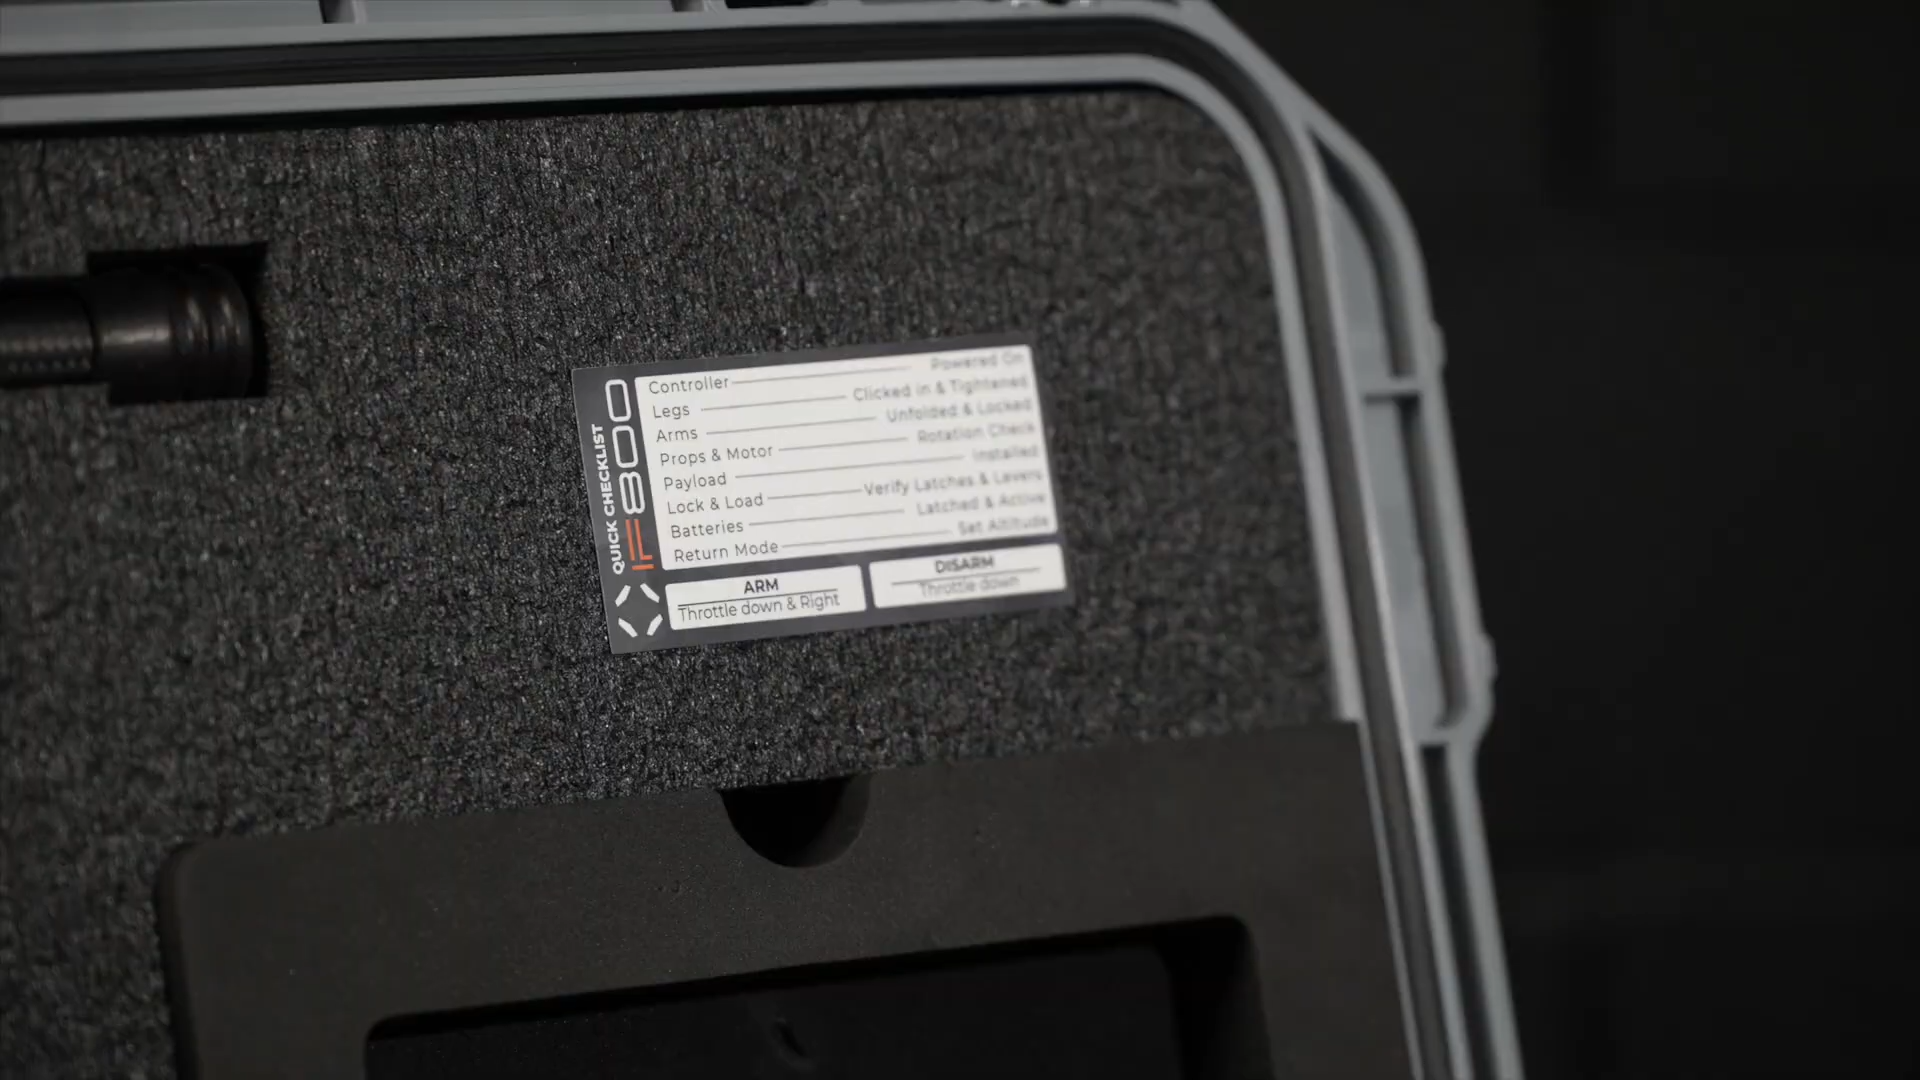 QUICK CHECKLIST
IF800
Controller Powered On
Legs Clicked in & Tightened
Arms Unfolded & Locked
Props & Motor Rotation Check
Payload Installed
Lock & Load Verify Latches & Levers
Batteries Latched & Active
Return Mode Set Altitude
ARM
Throttle down & Right
DISARM
Throttle down